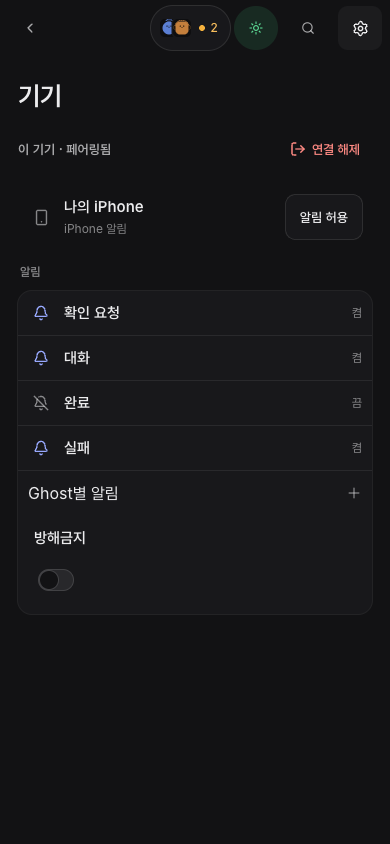 2
기기
이 기기 · 페어링됨
연결 해제
나의 iPhone
iPhone 알림
알림 허용
알림
확인 요청
켬
대화
켬
완료
끔
실패
켬
Ghost별 알림
방해금지